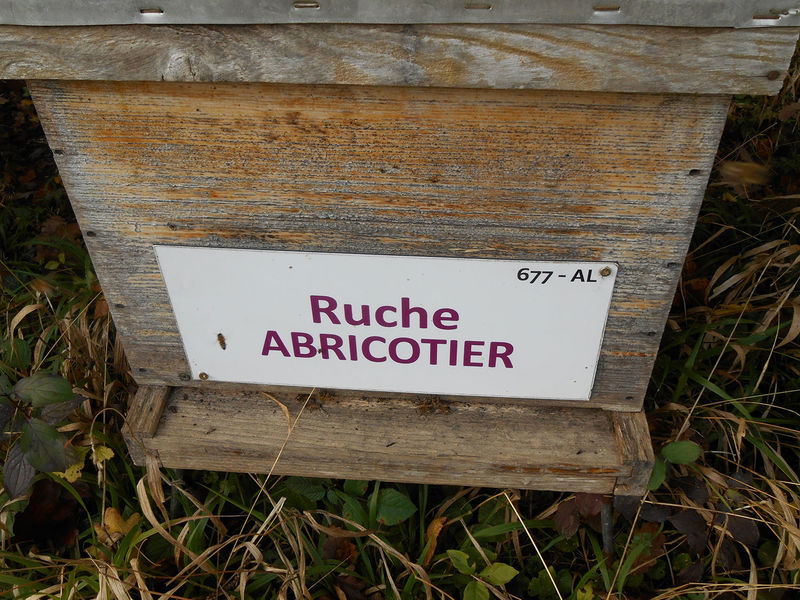 677 - AL
Ruche
ABRICOTIER